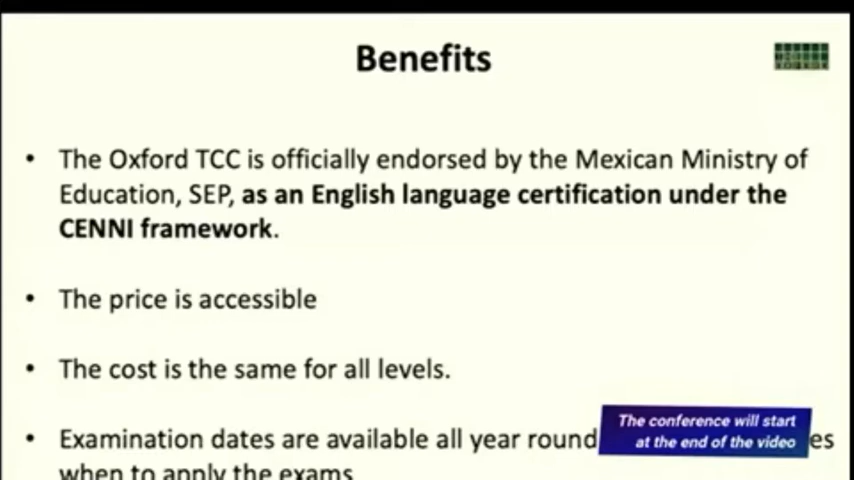 Benefits
• The Oxford TCC is officially endorsed by the Mexican Ministry of
Education, SEP, as an English language certification under the
CENNI framework.
• The price is accessible
• The cost is the same for all levels.
• Examination dates are available all year round es
when to apply the exams
The conference will start
at the end of the video